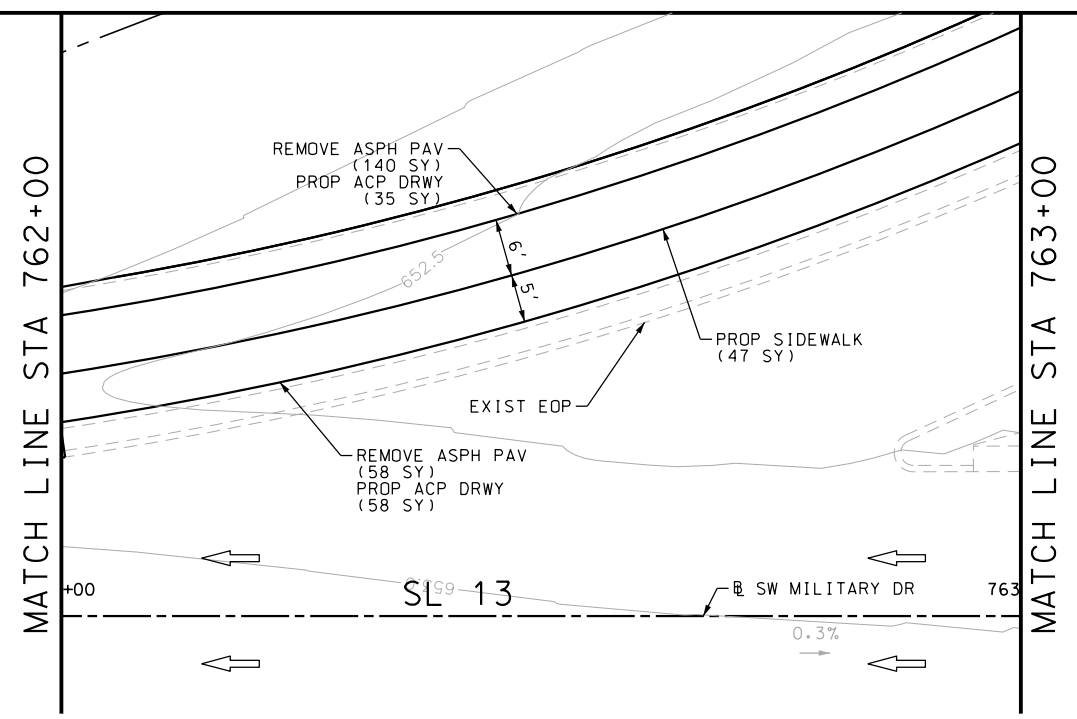 MATCH LINE STA 762+00
REMOVE ASPH PAV
(140 SY)
PROP ACP DRWY
(35 SY)
652.5
6'
5'
PROP SIDEWALK
(47 SY)
EXIST EOP
REMOVE ASPH PAV
(58 SY)
PROP ACP DRWY
(58 SY)
+00
653.0
SL 13
℄ SW MILITARY DR
763
0.3%
MATCH LINE STA 763+00